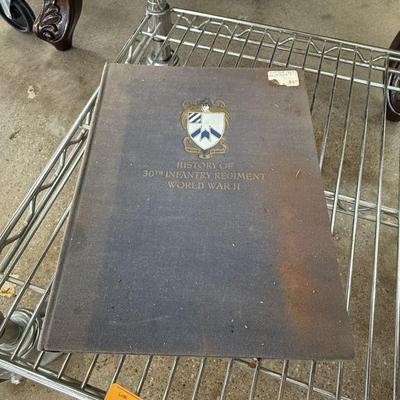 HISTORY OF
30TH INFANTRY REGIMENT
WORLD WAR II